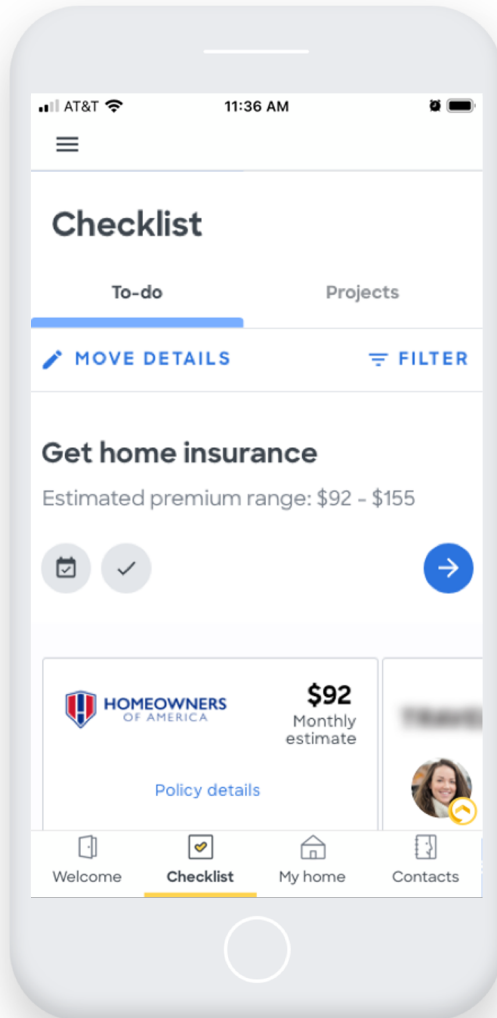 AT&T 11:36 AM
Checklist
To-do Projects
MOVE DETAILS FILTER
Get home insurance
Estimated premium range: $92 - $155
HOMEOWNERS $92
OF AMERICA Monthly
estimate
Policy details
Welcome Checklist My home Contacts